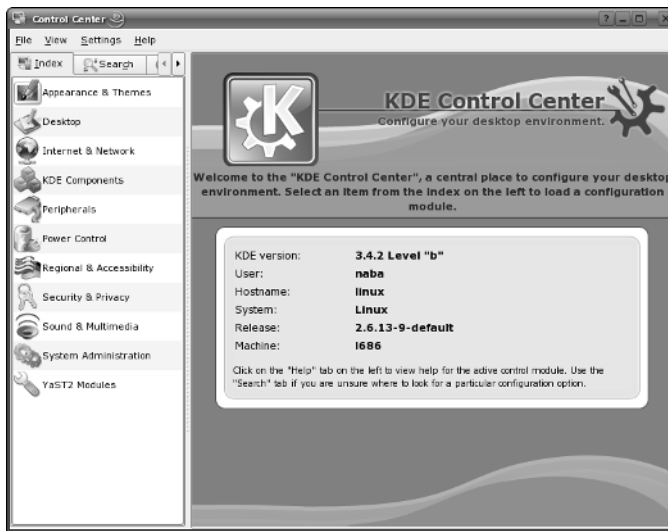 Control Center
File View Settings Help
Index Search
Appearance & Themes
Desktop
Internet & Network
KDE Components
Peripherals
Power Control
Regional & Accessibility
Security & Privacy
Sound & Multimedia
System Administration
YaST2 Modules
KDE Control Center
Configure your desktop environment.
Welcome to the "KDE Control Center", a central place to configure your desktop
environment. Select an item from the index on the left to load a configuration
module.
KDE version: 3.4.2 Level "b"
User: naba
Hostname: linux
System: Linux
Release: 2.6.13-9-default
Machine: i686
Click on the "Help" tab on the left to view help for the active control module. Use the
"Search" tab if you are unsure where to look for a particular configuration option.